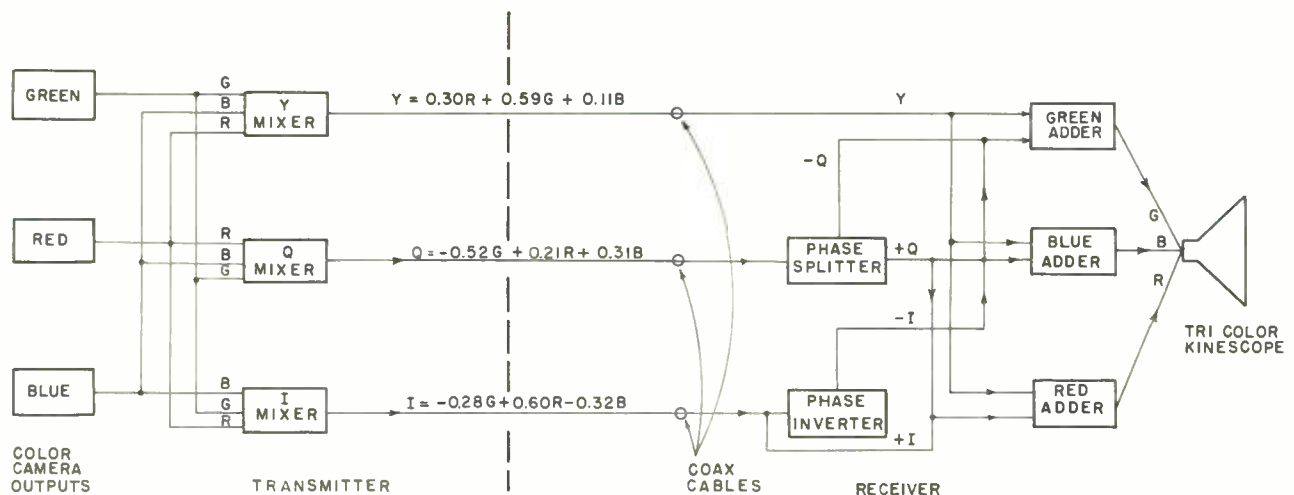 GREEN
G
B
R
Y
MIXER
Y = 0.30R + 0.59G + 0.11B
Y
GREEN
ADDER
-Q
RED
R
B
G
Q
MIXER
Q = -0.52G + 0.21R + 0.31B
PHASE
SPLITTER
+Q
BLUE
ADDER
G
B
R
TRI COLOR
KINESCOPE
-I
BLUE
B
G
R
I
MIXER
I = -0.28G + 0.60R - 0.32B
PHASE
INVERTER
+I
RED
ADDER
COLOR
CAMERA
OUTPUTS
TRANSMITTER
COAX
CABLES
RECEIVER